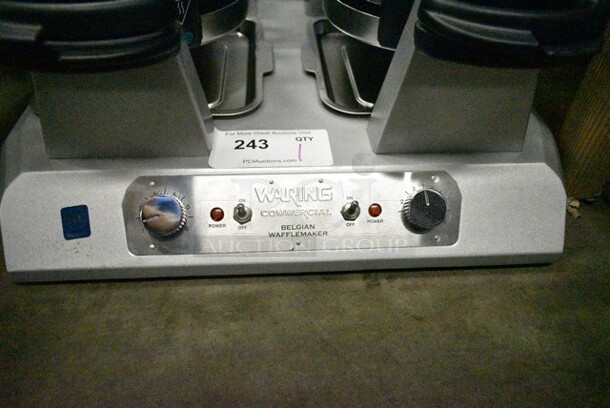 For More Great Auctions Visit
243 QTY
1
PCIAuctions.com
WARING
COMMERCIAL
BELGIAN
WAFFLEMAKER
POWER
ON
OFF
ON
OFF
POWER
AUCTION GROUP